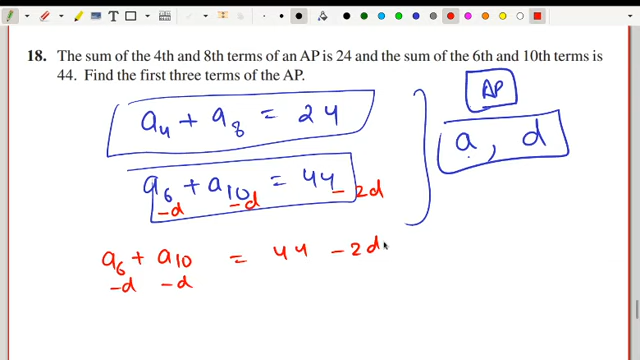 18. The sum of the 4th and 8th terms of an AP is 24 and the sum of the 6th and 10th terms is
44. Find the first three terms of the AP.
AP
a₄ + a₈ = 24
a , d
a₆ + a₁₀ = 44 - 2d
-d -d
a₆ + a₁₀ = 44 - 2d
-d -d